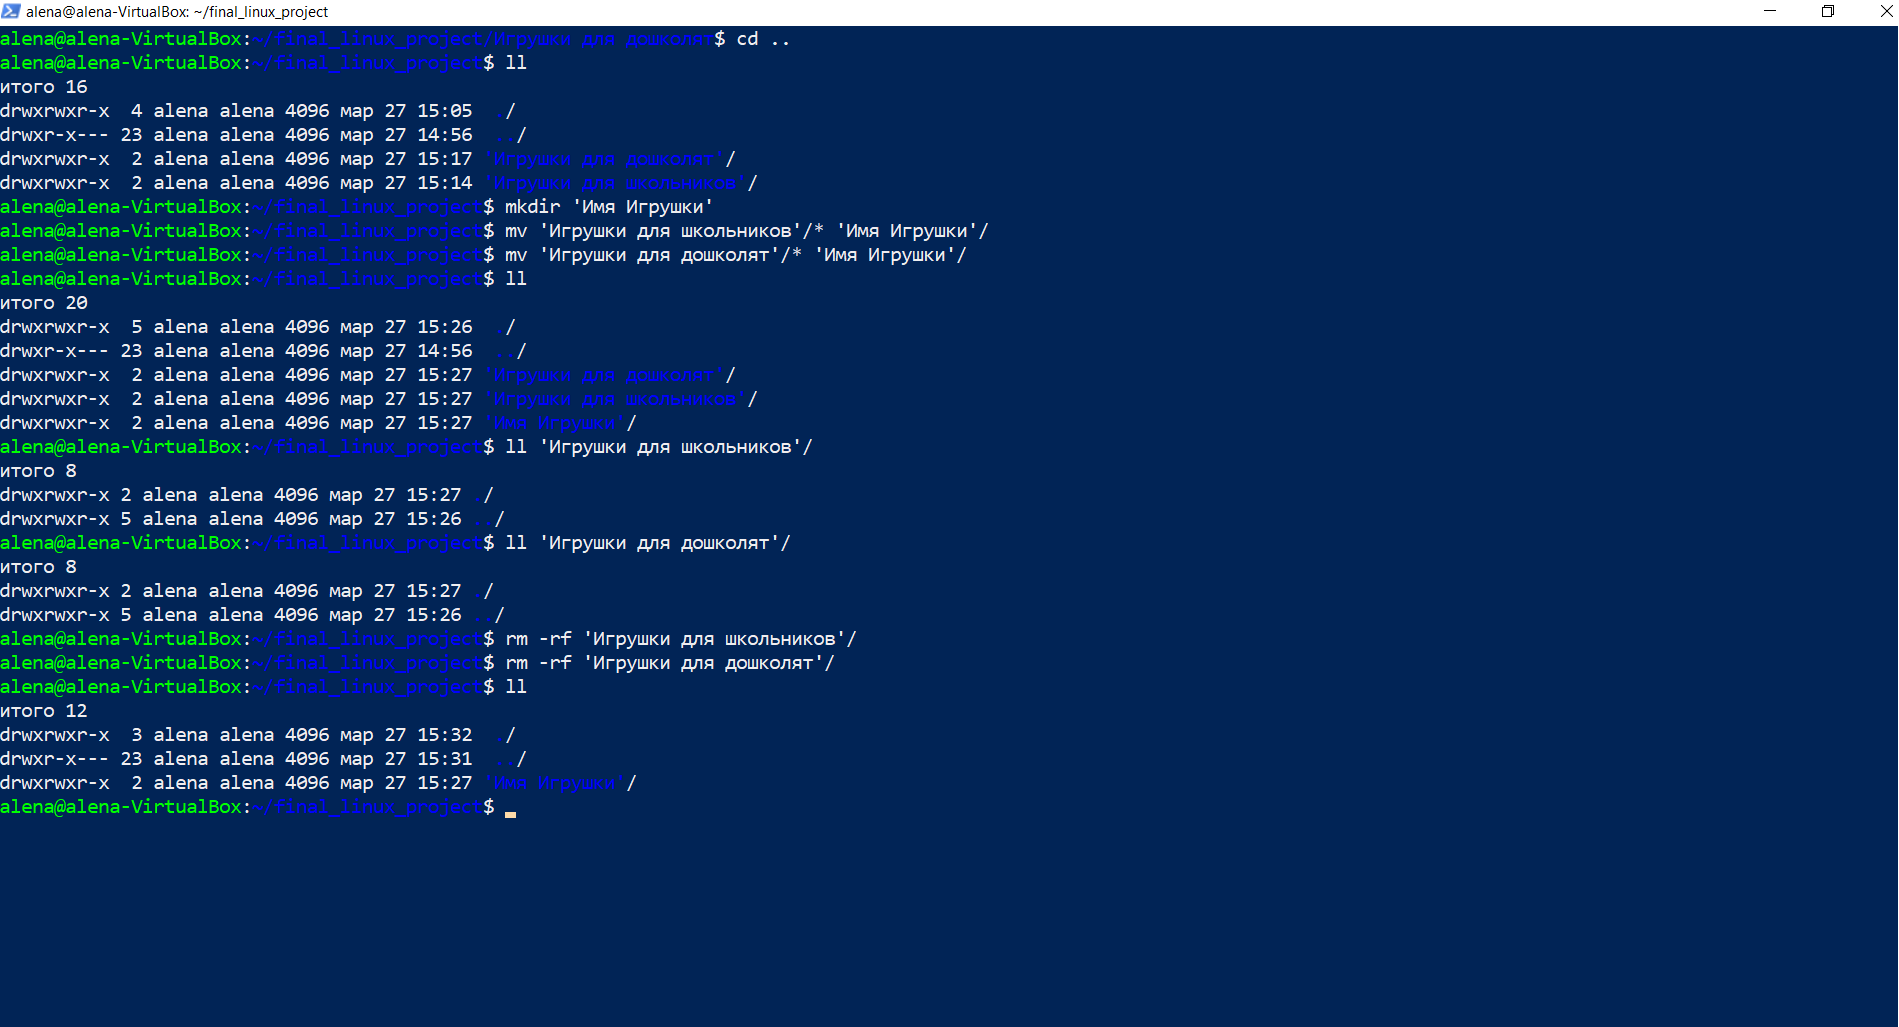 alena@alena-VirtualBox: ~/final_linux_project
alena@alena-VirtualBox:~/final_linux_project/Игрушки для дошколят$ cd ..
alena@alena-VirtualBox:~/final_linux_project$ ll
итого 16
drwxrwxr-x  4 alena alena 4096 мар 27 15:05  ./
drwxr-x--- 23 alena alena 4096 мар 27 14:56  ../
drwxrwxr-x  2 alena alena 4096 мар 27 15:17 'Игрушки для дошколят'/
drwxrwxr-x  2 alena alena 4096 мар 27 15:14 'Игрушки для школьников'/
alena@alena-VirtualBox:~/final_linux_project$ mkdir 'Имя Игрушки'
alena@alena-VirtualBox:~/final_linux_project$ mv 'Игрушки для школьников'/* 'Имя Игрушки'/
alena@alena-VirtualBox:~/final_linux_project$ mv 'Игрушки для дошколят'/* 'Имя Игрушки'/
alena@alena-VirtualBox:~/final_linux_project$ ll
итого 20
drwxrwxr-x  5 alena alena 4096 мар 27 15:26  ./
drwxr-x--- 23 alena alena 4096 мар 27 14:56  ../
drwxrwxr-x  2 alena alena 4096 мар 27 15:27 'Игрушки для дошколят'/
drwxrwxr-x  2 alena alena 4096 мар 27 15:27 'Игрушки для школьников'/
drwxrwxr-x  2 alena alena 4096 мар 27 15:27 'Имя Игрушки'/
alena@alena-VirtualBox:~/final_linux_project$ ll 'Игрушки для школьников'/
итого 8
drwxrwxr-x 2 alena alena 4096 мар 27 15:27 ./
drwxrwxr-x 5 alena alena 4096 мар 27 15:26 ../
alena@alena-VirtualBox:~/final_linux_project$ ll 'Игрушки для дошколят'/
итого 8
drwxrwxr-x 2 alena alena 4096 мар 27 15:27 ./
drwxrwxr-x 5 alena alena 4096 мар 27 15:26 ../
alena@alena-VirtualBox:~/final_linux_project$ rm -rf 'Игрушки для школьников'/
alena@alena-VirtualBox:~/final_linux_project$ rm -rf 'Игрушки для дошколят'/
alena@alena-VirtualBox:~/final_linux_project$ ll
итого 12
drwxrwxr-x  3 alena alena 4096 мар 27 15:32  ./
drwxr-x--- 23 alena alena 4096 мар 27 15:31  ../
drwxrwxr-x  2 alena alena 4096 мар 27 15:27 'Имя Игрушки'/
alena@alena-VirtualBox:~/final_linux_project$